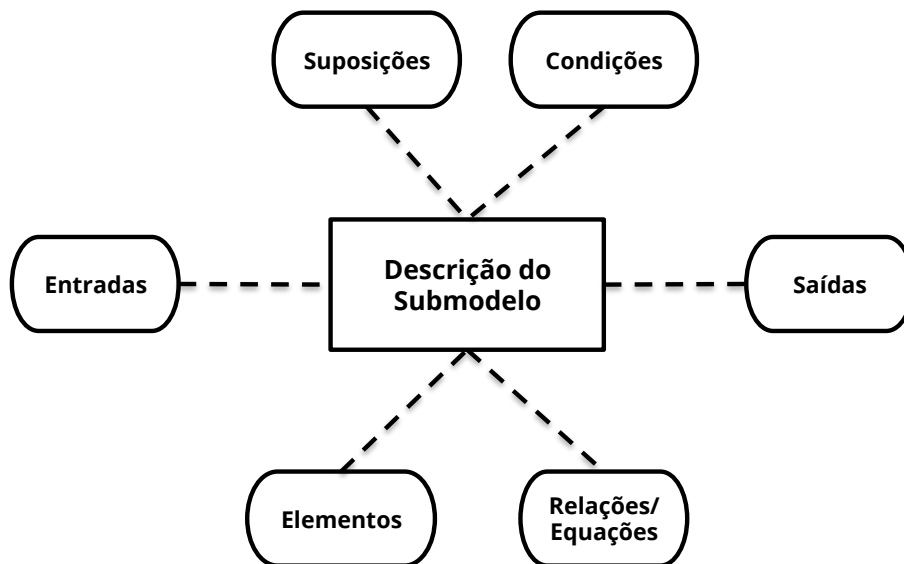 Suposições
Condições
Entradas
Descrição do
Submodelo
Saídas
Elementos
Relações/
Equações